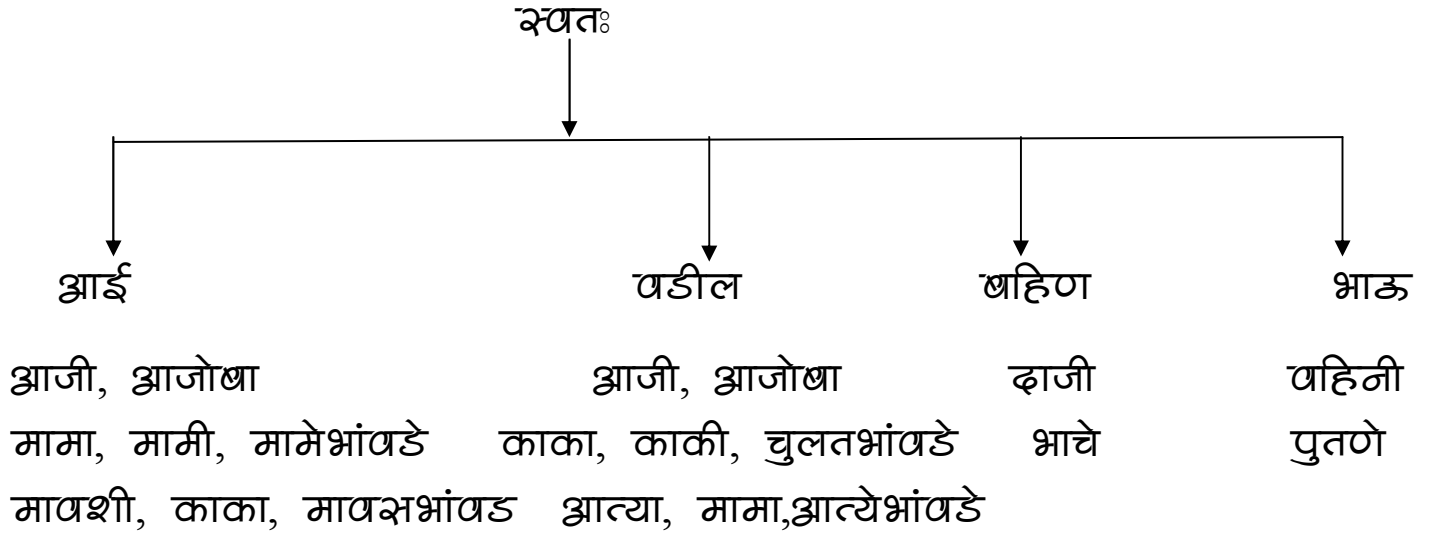 स्वतः
आई वडील बहिण भाऊ
आजी, आजोबा आजी, आजोबा दाजी वहिनी
मामा, मामी, मामेभांवडे काका, काकी, चुलतभांवडे भाचे पुतणे
मावशी, काका, मावसभांवड आत्या, मामा,आत्येभांवडे